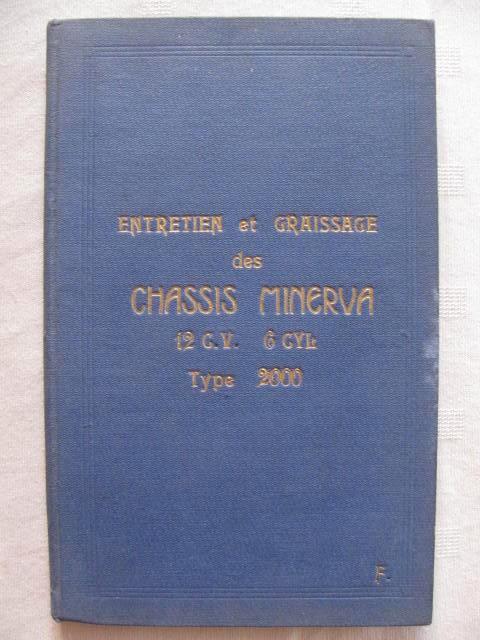 ENTRETIEN et GRAISSAGE
des
CHASSIS MINERVA
12 C.V. 6 CYL
Type 2000
F.